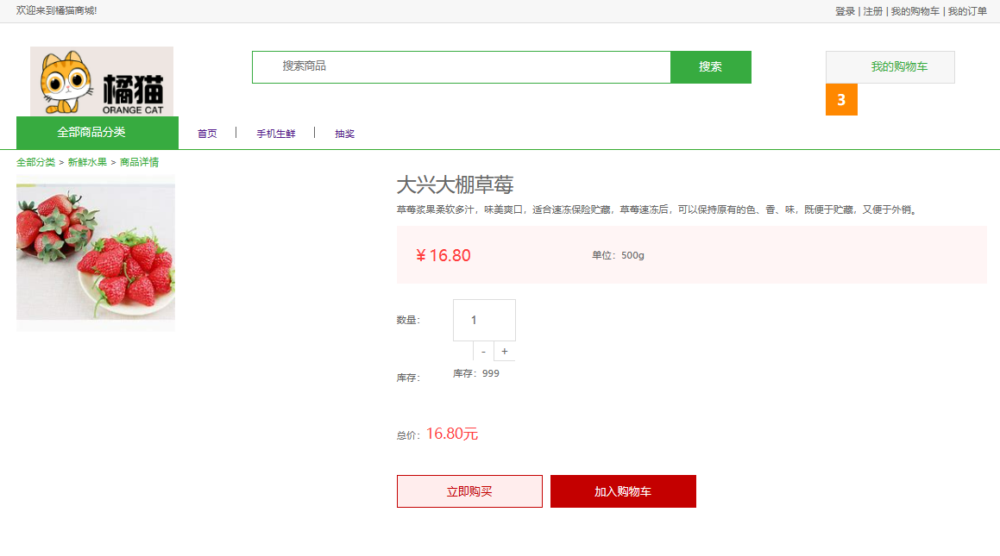 欢迎来到橘猫商城!
登录 | 注册 | 我的购物车 | 我的订单
橘猫
ORANGE CAT
搜索商品
搜索
我的购物车
3
全部商品分类
首页 | 手机生鲜 | 抽奖
全部分类 > 新鲜水果 > 商品详情
大兴大棚草莓
草莓浆果柔软多汁，味美爽口，适合速冻保险贮藏，草莓速冻后，可以保持原有的色、香、味，既便于贮藏，又便于外销。
¥ 16.80 单位：500g
数量： 1
- +
库存： 库存：999
总价：16.80元
立即购买 加入购物车